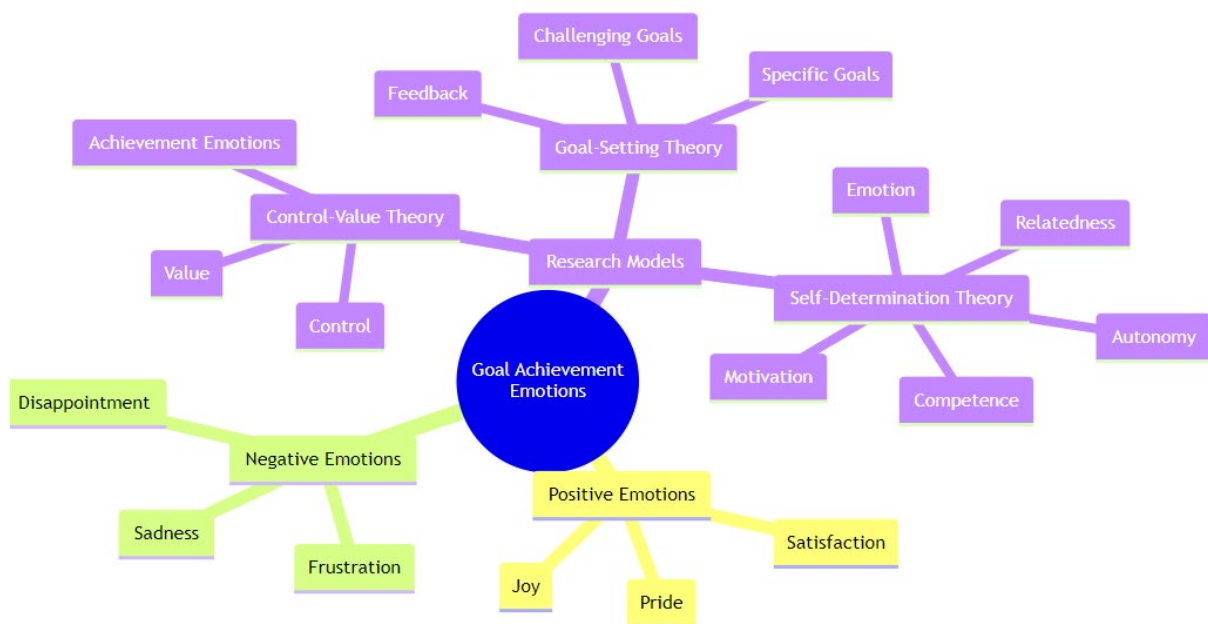 Challenging Goals
Specific Goals
Feedback
Goal-Setting Theory
Achievement Emotions
Control-Value Theory
Value
Control
Research Models
Emotion
Relatedness
Self-Determination Theory
Autonomy
Motivation
Competence
Goal Achievement
Emotions
Disappointment
Negative Emotions
Sadness
Frustration
Positive Emotions
Satisfaction
Joy
Pride